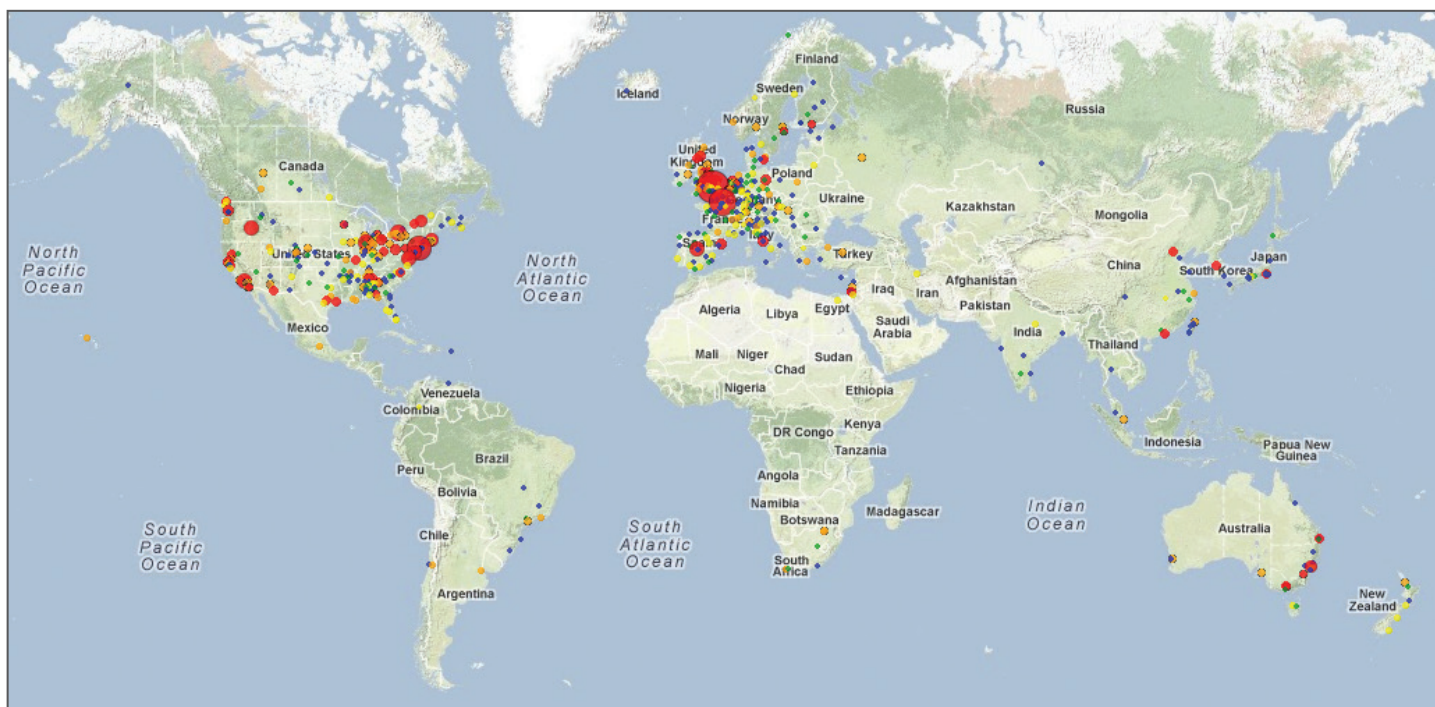 Finland
Iceland
Sweden
Russia
Norway
United
Kingdom
Canada
Poland
Ukraine
Kazakhstan
Mongolia
France
Italy
North
Pacific
Ocean
United States
North
Atlantic
Ocean
Spain
Turkey
China
South Korea
Japan
Afghanistan
Iraq
Iran
Pakistan
Algeria
Libya
Egypt
Saudi
Arabia
Mexico
India
Thailand
Mali
Niger
Chad
Sudan
Nigeria
Ethiopia
Venezuela
Colombia
Kenya
DR Congo
Tanzania
Indonesia
Papua New
Guinea
Brazil
Peru
Bolivia
Angola
Namibia
Botswana
Madagascar
Indian
Ocean
Australia
South
Pacific
Ocean
Chile
South
Atlantic
Ocean
South
Africa
Argentina
New
Zealand